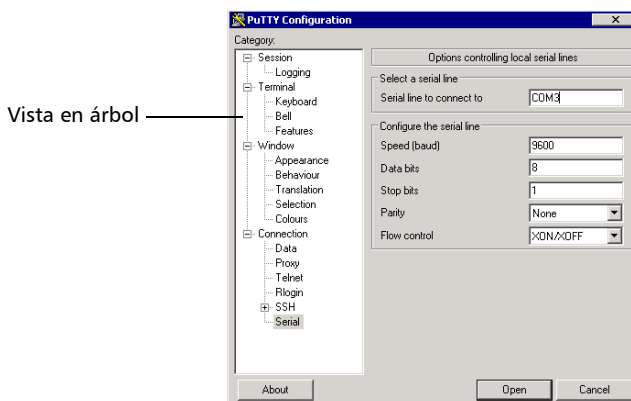 PuTTY Configuration
Category:
Session
Logging
Terminal
Keyboard
Bell
Features
Window
Appearance
Behaviour
Translation
Selection
Colours
Connection
Data
Proxy
Telnet
Rlogin
SSH
Serial
Vista en árbol
Options controlling local serial lines
Select a serial line
Serial line to connect to COM3
Configure the serial line
Speed (baud) 9600
Data bits 8
Stop bits 1
Parity None
Flow control XON/XOFF
About Open Cancel